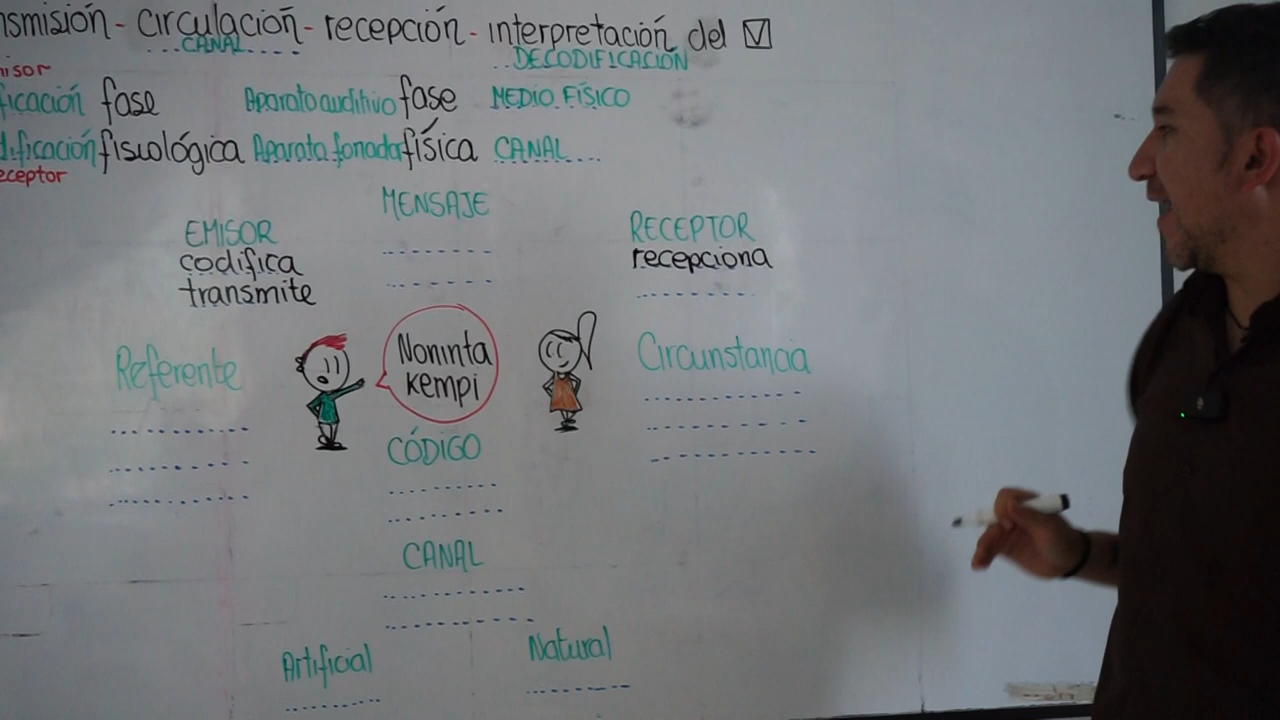 nsmisión - circulación - recepción - interpretación del
CANAL
DECODIFICACIÓN
misor
ficación fase Aparato auditivo fase MEDIO FÍSICO
dificación fisiológica Aparato fonador física CANAL
eceptor
MENSAJE
EMISOR
codifica
transmite
RECEPTOR
recepciona
Referente
Noninta
kempi
Circunstancia
CÓDIGO
CANAL
Artificial
Natural